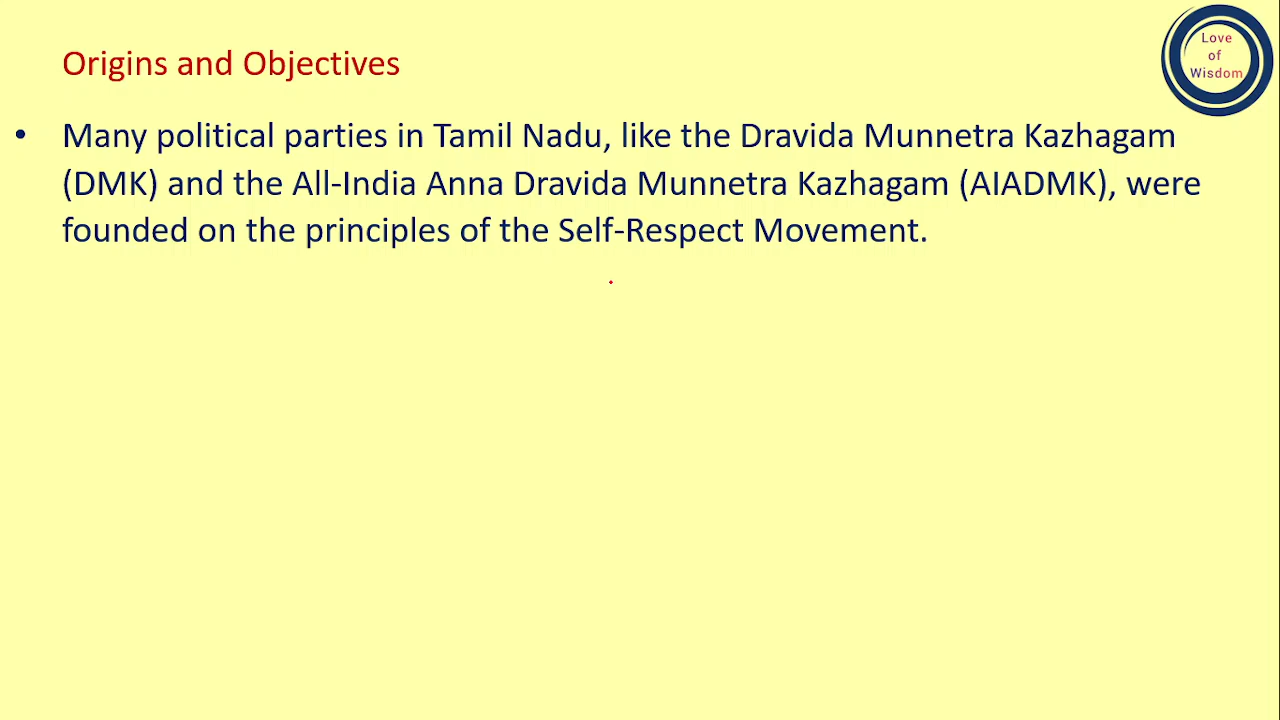 Love
of
Wisdom
Origins and Objectives
• Many political parties in Tamil Nadu, like the Dravida Munnetra Kazhagam
(DMK) and the All-India Anna Dravida Munnetra Kazhagam (AIADMK), were
founded on the principles of the Self-Respect Movement.